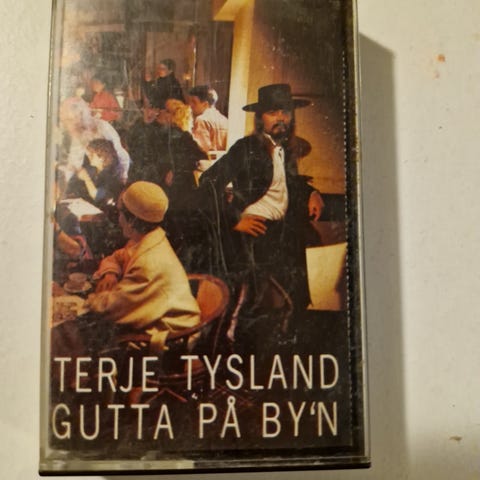 TERJE TYSLAND
GUTTA PÅ BY'N